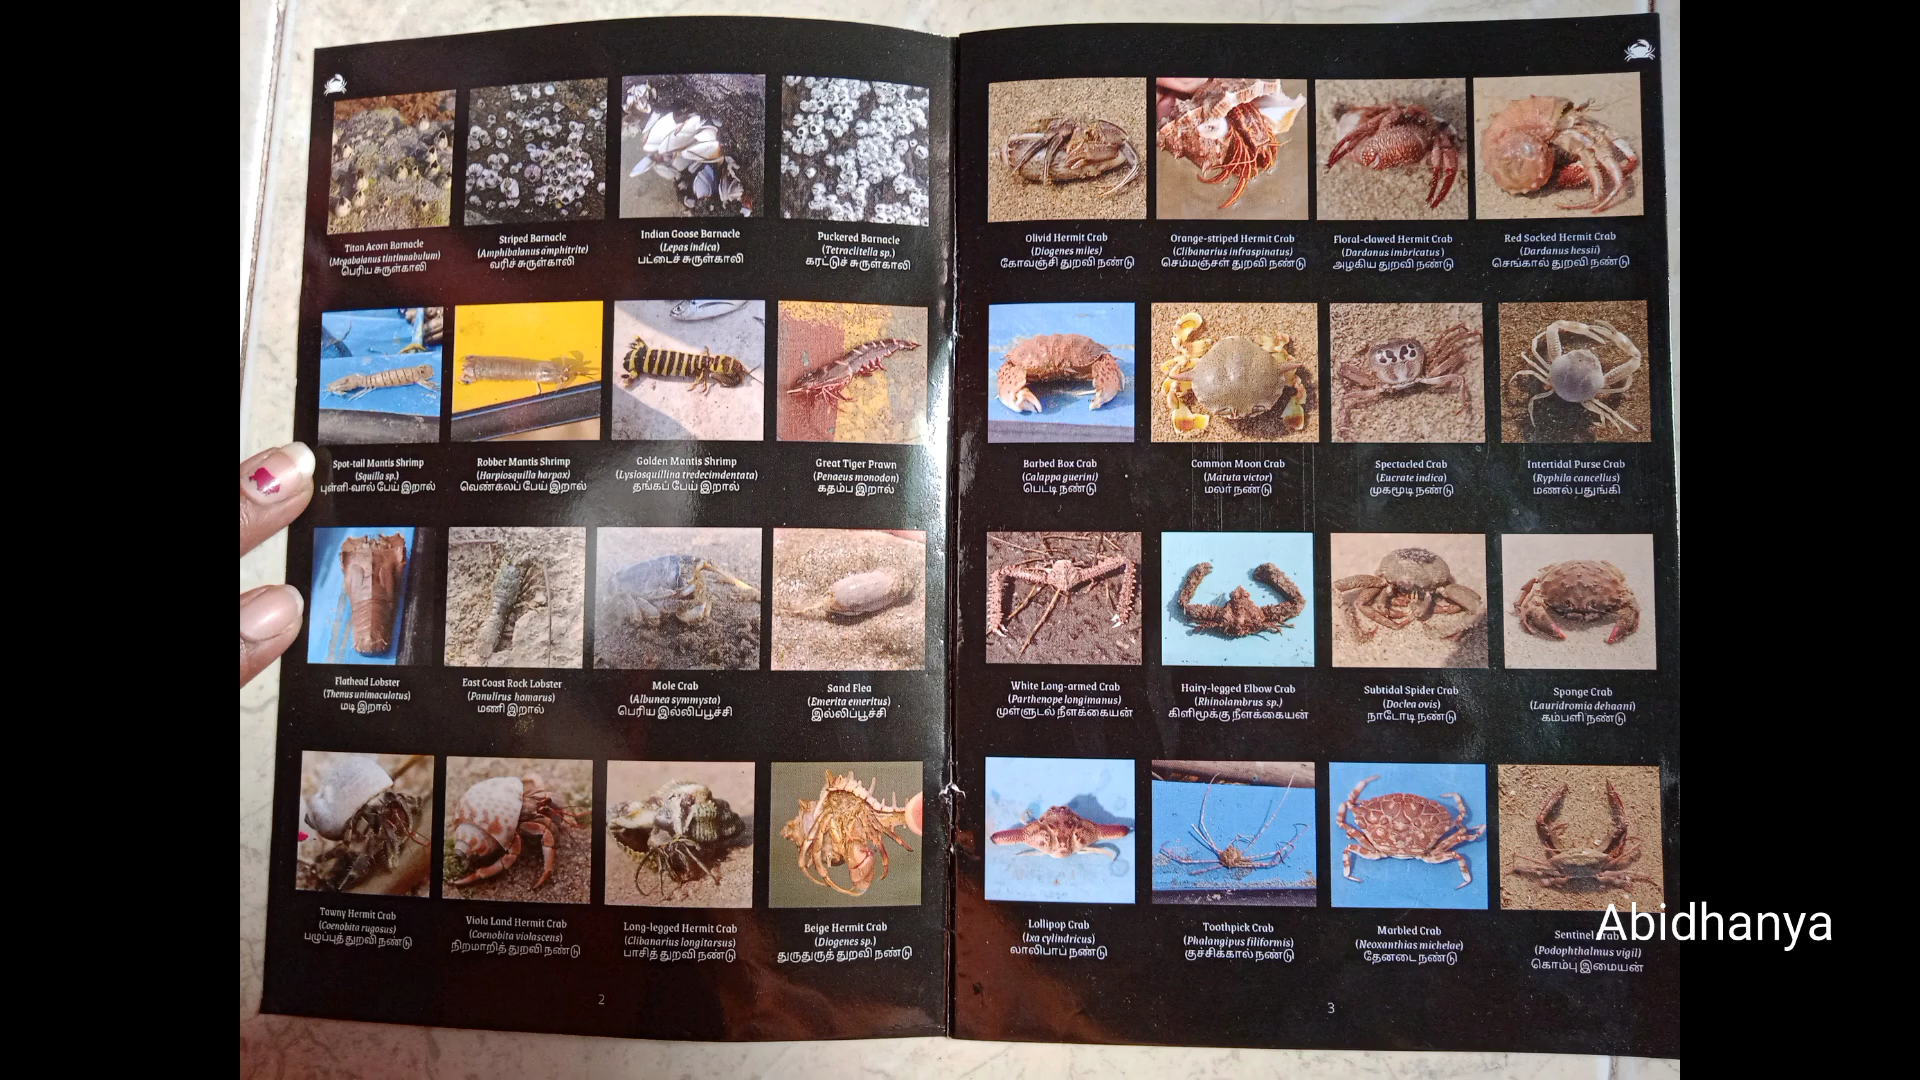 Titan Acorn Barnacle
(Megabalanus tintinnabulum)
பெரிய சுருள்காலி
Striped Barnacle
(Amphibalanus amphitrite)
வரிச் சுருள்காலி
Indian Goose Barnacle
(Lepas indica)
பட்டைச் சுருள்காலி
Puckered Barnacle
(Tetraclitella sp.)
கரட்டுச் சுருள்காலி
Spot-tail Mantis Shrimp
(Squilla sp.)
புள்ளி-வால் பேய் இறால்
Robber Mantis Shrimp
(Harpiosquilla harpax)
வெண்கலப் பேய் இறால்
Golden Mantis Shrimp
(Lysiosquillina tredecimdentata)
தங்கப் பேய் இறால்
Great Tiger Prawn
(Penaeus monodon)
கதம்ப இறால்
Flathead Lobster
(Thenus unimaculatus)
மடி இறால்
East Coast Rock Lobster
(Panulirus homarus)
மணி இறால்
Mole Crab
(Albunea symmysta)
பெரிய இல்லிப்பூச்சி
Sand Flea
(Emerita emeritus)
இல்லிப்பூச்சி
Tawny Hermit Crab
(Coenobita rugosus)
பழுப்புத் துறவி நண்டு
Viola Land Hermit Crab
(Coenobita violascens)
நிறமாறித் துறவி நண்டு
Long-legged Hermit Crab
(Clibanarius longitarsus)
பாசித் துறவி நண்டு
Beige Hermit Crab
(Diogenes sp.)
துருதுருத் துறவி நண்டு
2
Olivid Hermit Crab
(Diogenes miles)
கோவஞ்சி துறவி நண்டு
Orange-striped Hermit Crab
(Clibanarius infraspinatus)
செம்மஞ்சள் துறவி நண்டு
Floral-clawed Hermit Crab
(Dardanus imbricatus)
அழகிய துறவி நண்டு
Red Socked Hermit Crab
(Dardanus hessii)
செங்கால் துறவி நண்டு
Barbed Box Crab
(Calappa guerini)
பெட்டி நண்டு
Common Moon Crab
(Matuta victor)
மலர் நண்டு
Spectacled Crab
(Eucrate indica)
முகமூடி நண்டு
Intertidal Purse Crab
(Ryphila cancellus)
மணல் பதுங்கி
White Long-armed Crab
(Parthenope longimanus)
முள்ளுடல் நீளக்கையன்
Hairy-legged Elbow Crab
(Rhinolambrus sp.)
கிளிமூக்கு நீளக்கையன்
Subtidal Spider Crab
(Doclea ovis)
நாடோடி நண்டு
Sponge Crab
(Lauridromia dehaani)
கம்பளி நண்டு
Lollipop Crab
(Ixa cylindricus)
லாலிபாப் நண்டு
Toothpick Crab
(Phalangipus filiformis)
குச்சிக்கால் நண்டு
Marbled Crab
(Neoxanthias michelae)
தேனடை நண்டு
Sentinel Crab
(Podophthalmus vigil)
கொம்பு இமையன்
3
Abidhanya